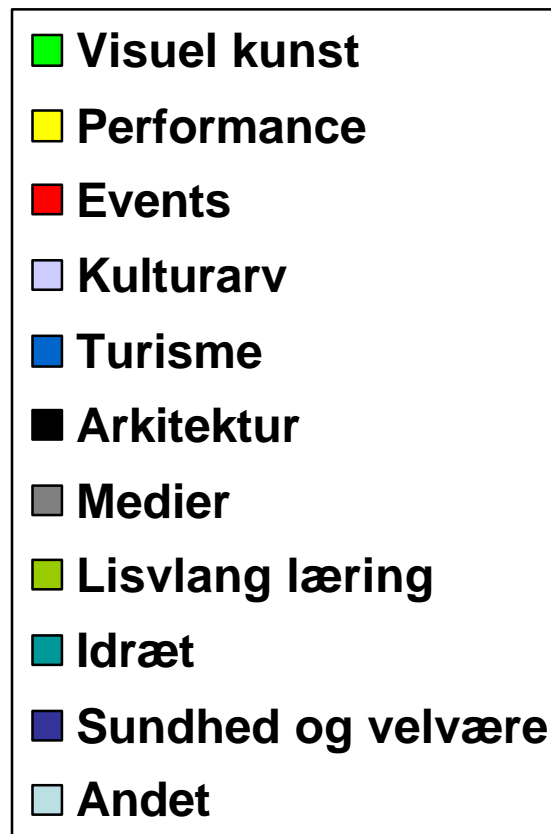 Visuel kunst
Performance
Events
Kulturarv
Turisme
Arkitektur
Medier
Lisvlang læring
Idræt
Sundhed og velvære
Andet